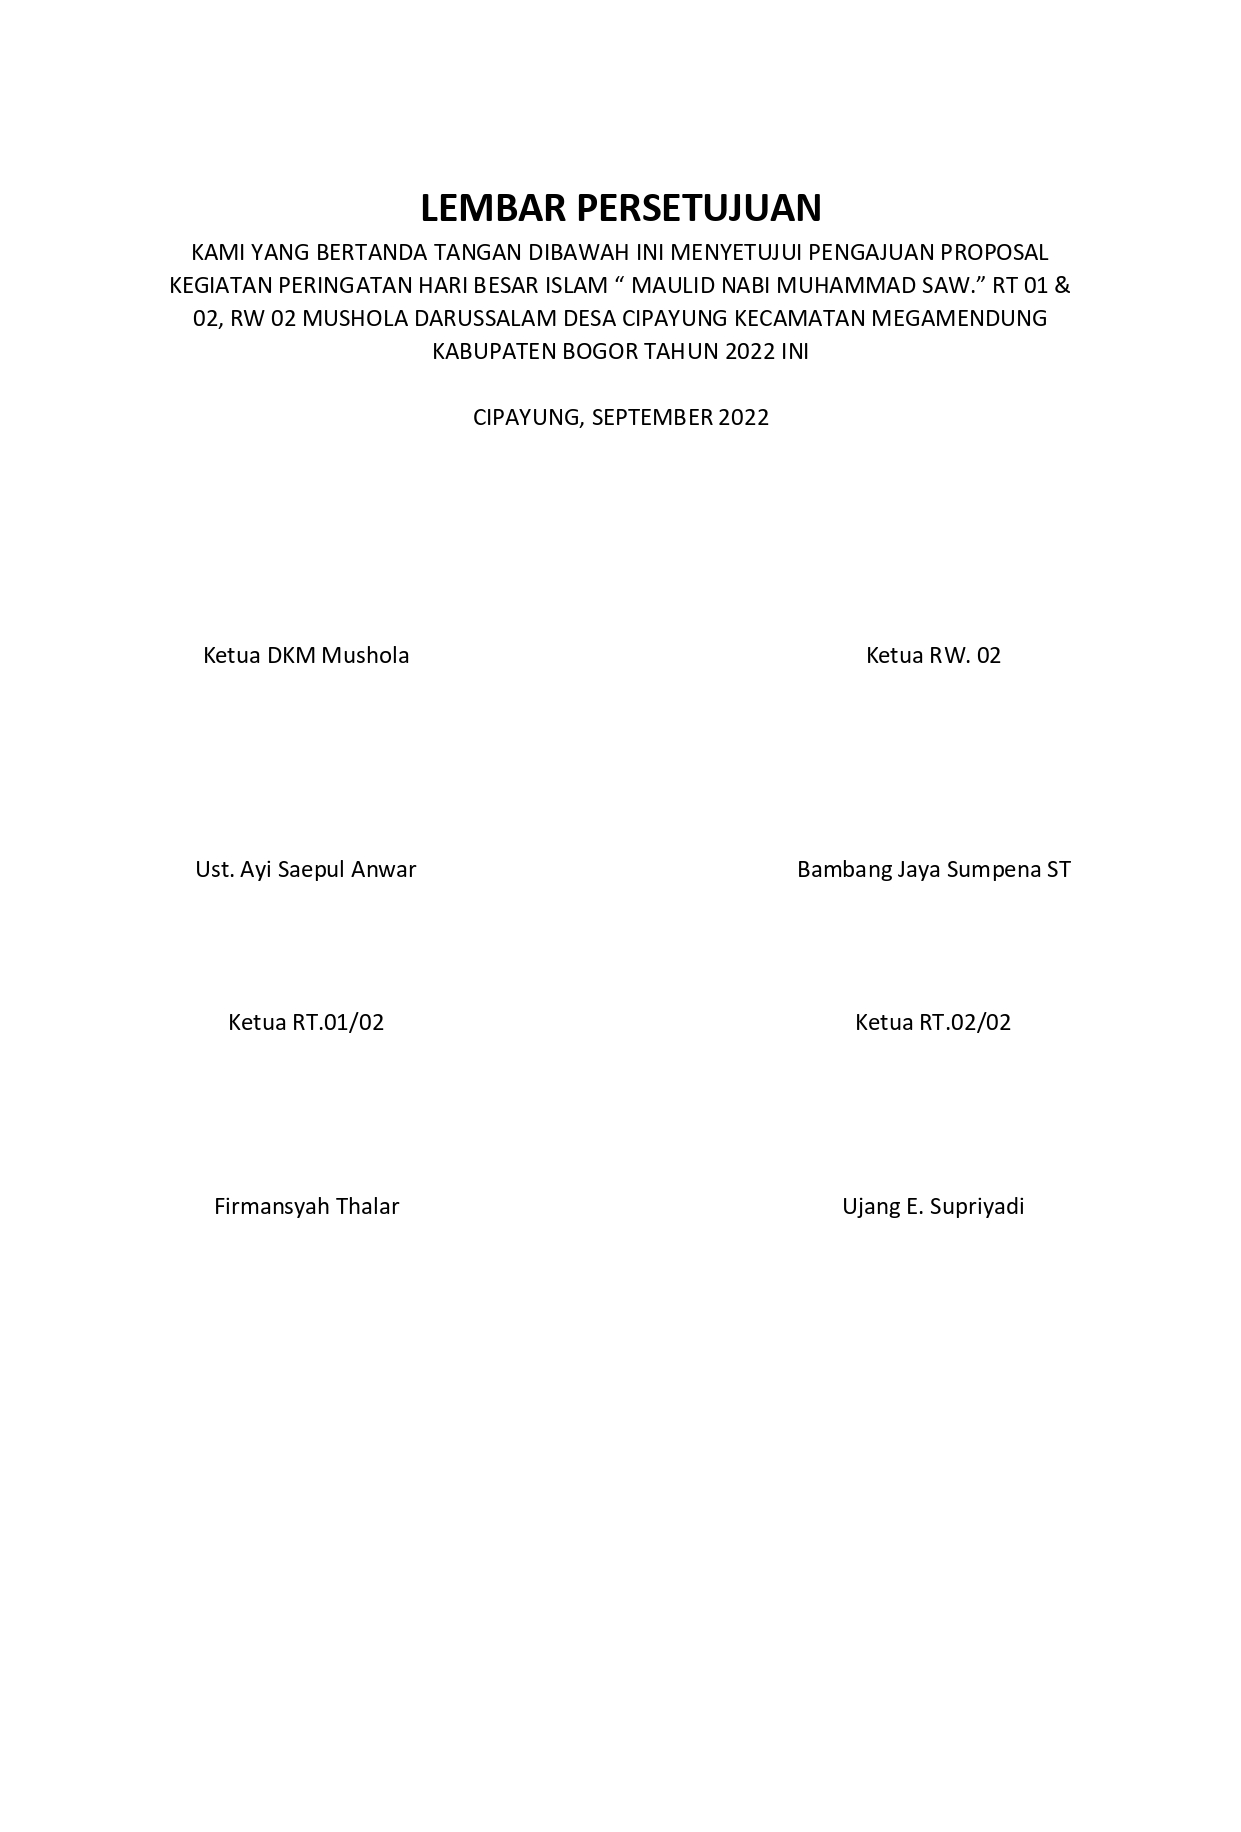 LEMBAR PERSETUJUAN
KAMI YANG BERTANDA TANGAN DIBAWAH INI MENYETUJUI PENGAJUAN PROPOSAL
KEGIATAN PERINGATAN HARI BESAR ISLAM “ MAULID NABI MUHAMMAD SAW.” RT 01 &
02, RW 02 MUSHOLA DARUSSALAM DESA CIPAYUNG KECAMATAN MEGAMENDUNG
KABUPATEN BOGOR TAHUN 2022 INI
CIPAYUNG, SEPTEMBER 2022
Ketua DKM Mushola
Ketua RW. 02
Ust. Ayi Saepul Anwar
Bambang Jaya Sumpena ST
Ketua RT.01/02
Ketua RT.02/02
Firmansyah Thalar
Ujang E. Supriyadi